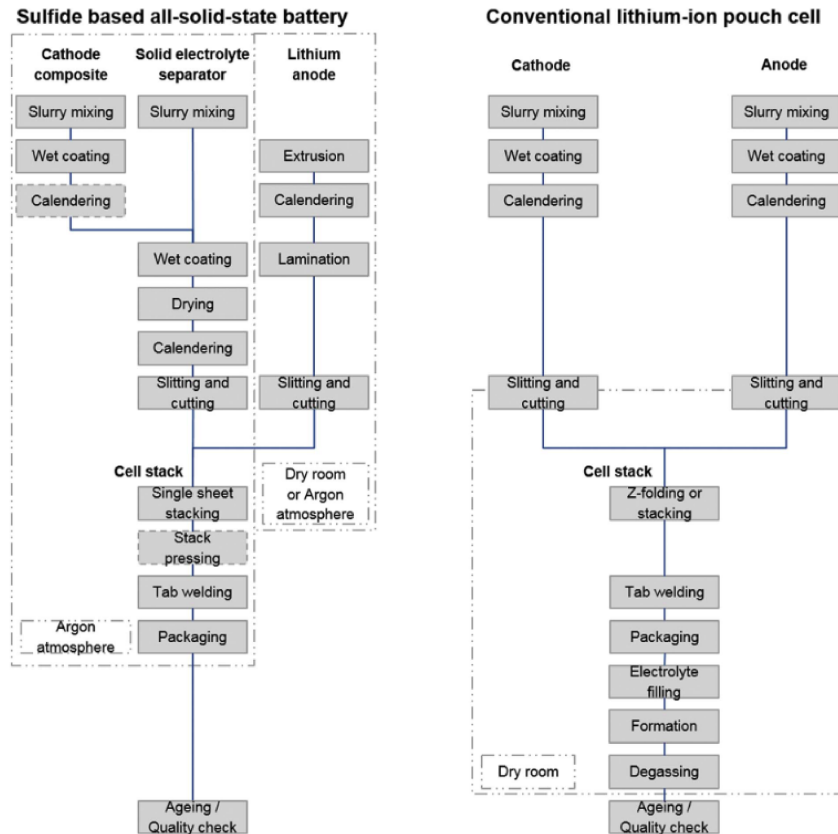 Sulfide based all-solid-state battery
Cathode
composite
Solid electrolyte
separator
Lithium
anode
Slurry mixing
Slurry mixing
Wet coating
Extrusion
Calendering
Calendering
Wet coating
Lamination
Drying
Calendering
Slitting and
cutting
Slitting and
cutting
Cell stack
Single sheet
stacking
Dry room
or Argon
atmosphere
Stack
pressing
Tab welding
Argon
atmosphere
Packaging
Ageing /
Quality check
Conventional lithium-ion pouch cell
Cathode
Anode
Slurry mixing
Slurry mixing
Wet coating
Wet coating
Calendering
Calendering
Slitting and
cutting
Slitting and
cutting
Cell stack
Z-folding or
stacking
Tab welding
Packaging
Electrolyte
filling
Formation
Dry room
Degassing
Ageing /
Quality check